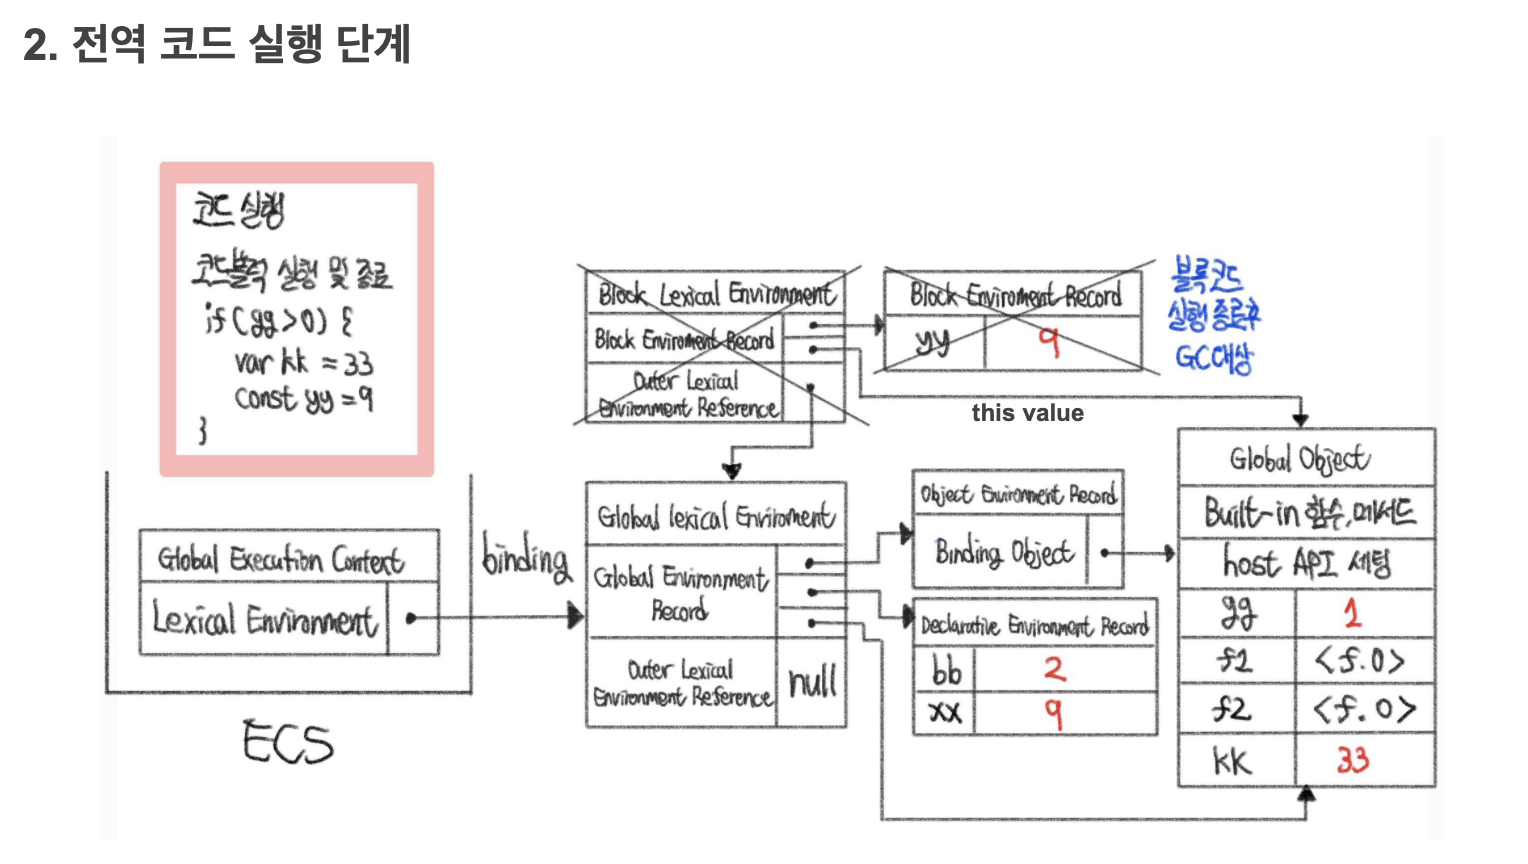 2. 전역 코드 실행 단계
코드 실행
코드블럭 실행 및 종료
if(gg>0) {
var kk = 33
const yy = 9
}
Global Execution Context
Lexical Environment
ECS
binding
Block Lexical Environment
Block Enviroment Record
Outer Lexical
Environment Reference
Block Enviroment Record
yy 9
블록코드
실행 종료후
GC대상
this value
Global lexical Enviroment
Global Environment
Record
Outer Lexical
Environment Reference
null
Object Environment Record
Binding Object
Declarative Environment Record
bb 2
xx 9
Global Object
Built-in 함수,메서드
host API 세팅
gg 1
f1 <f.0>
f2 <f.0>
kk 33